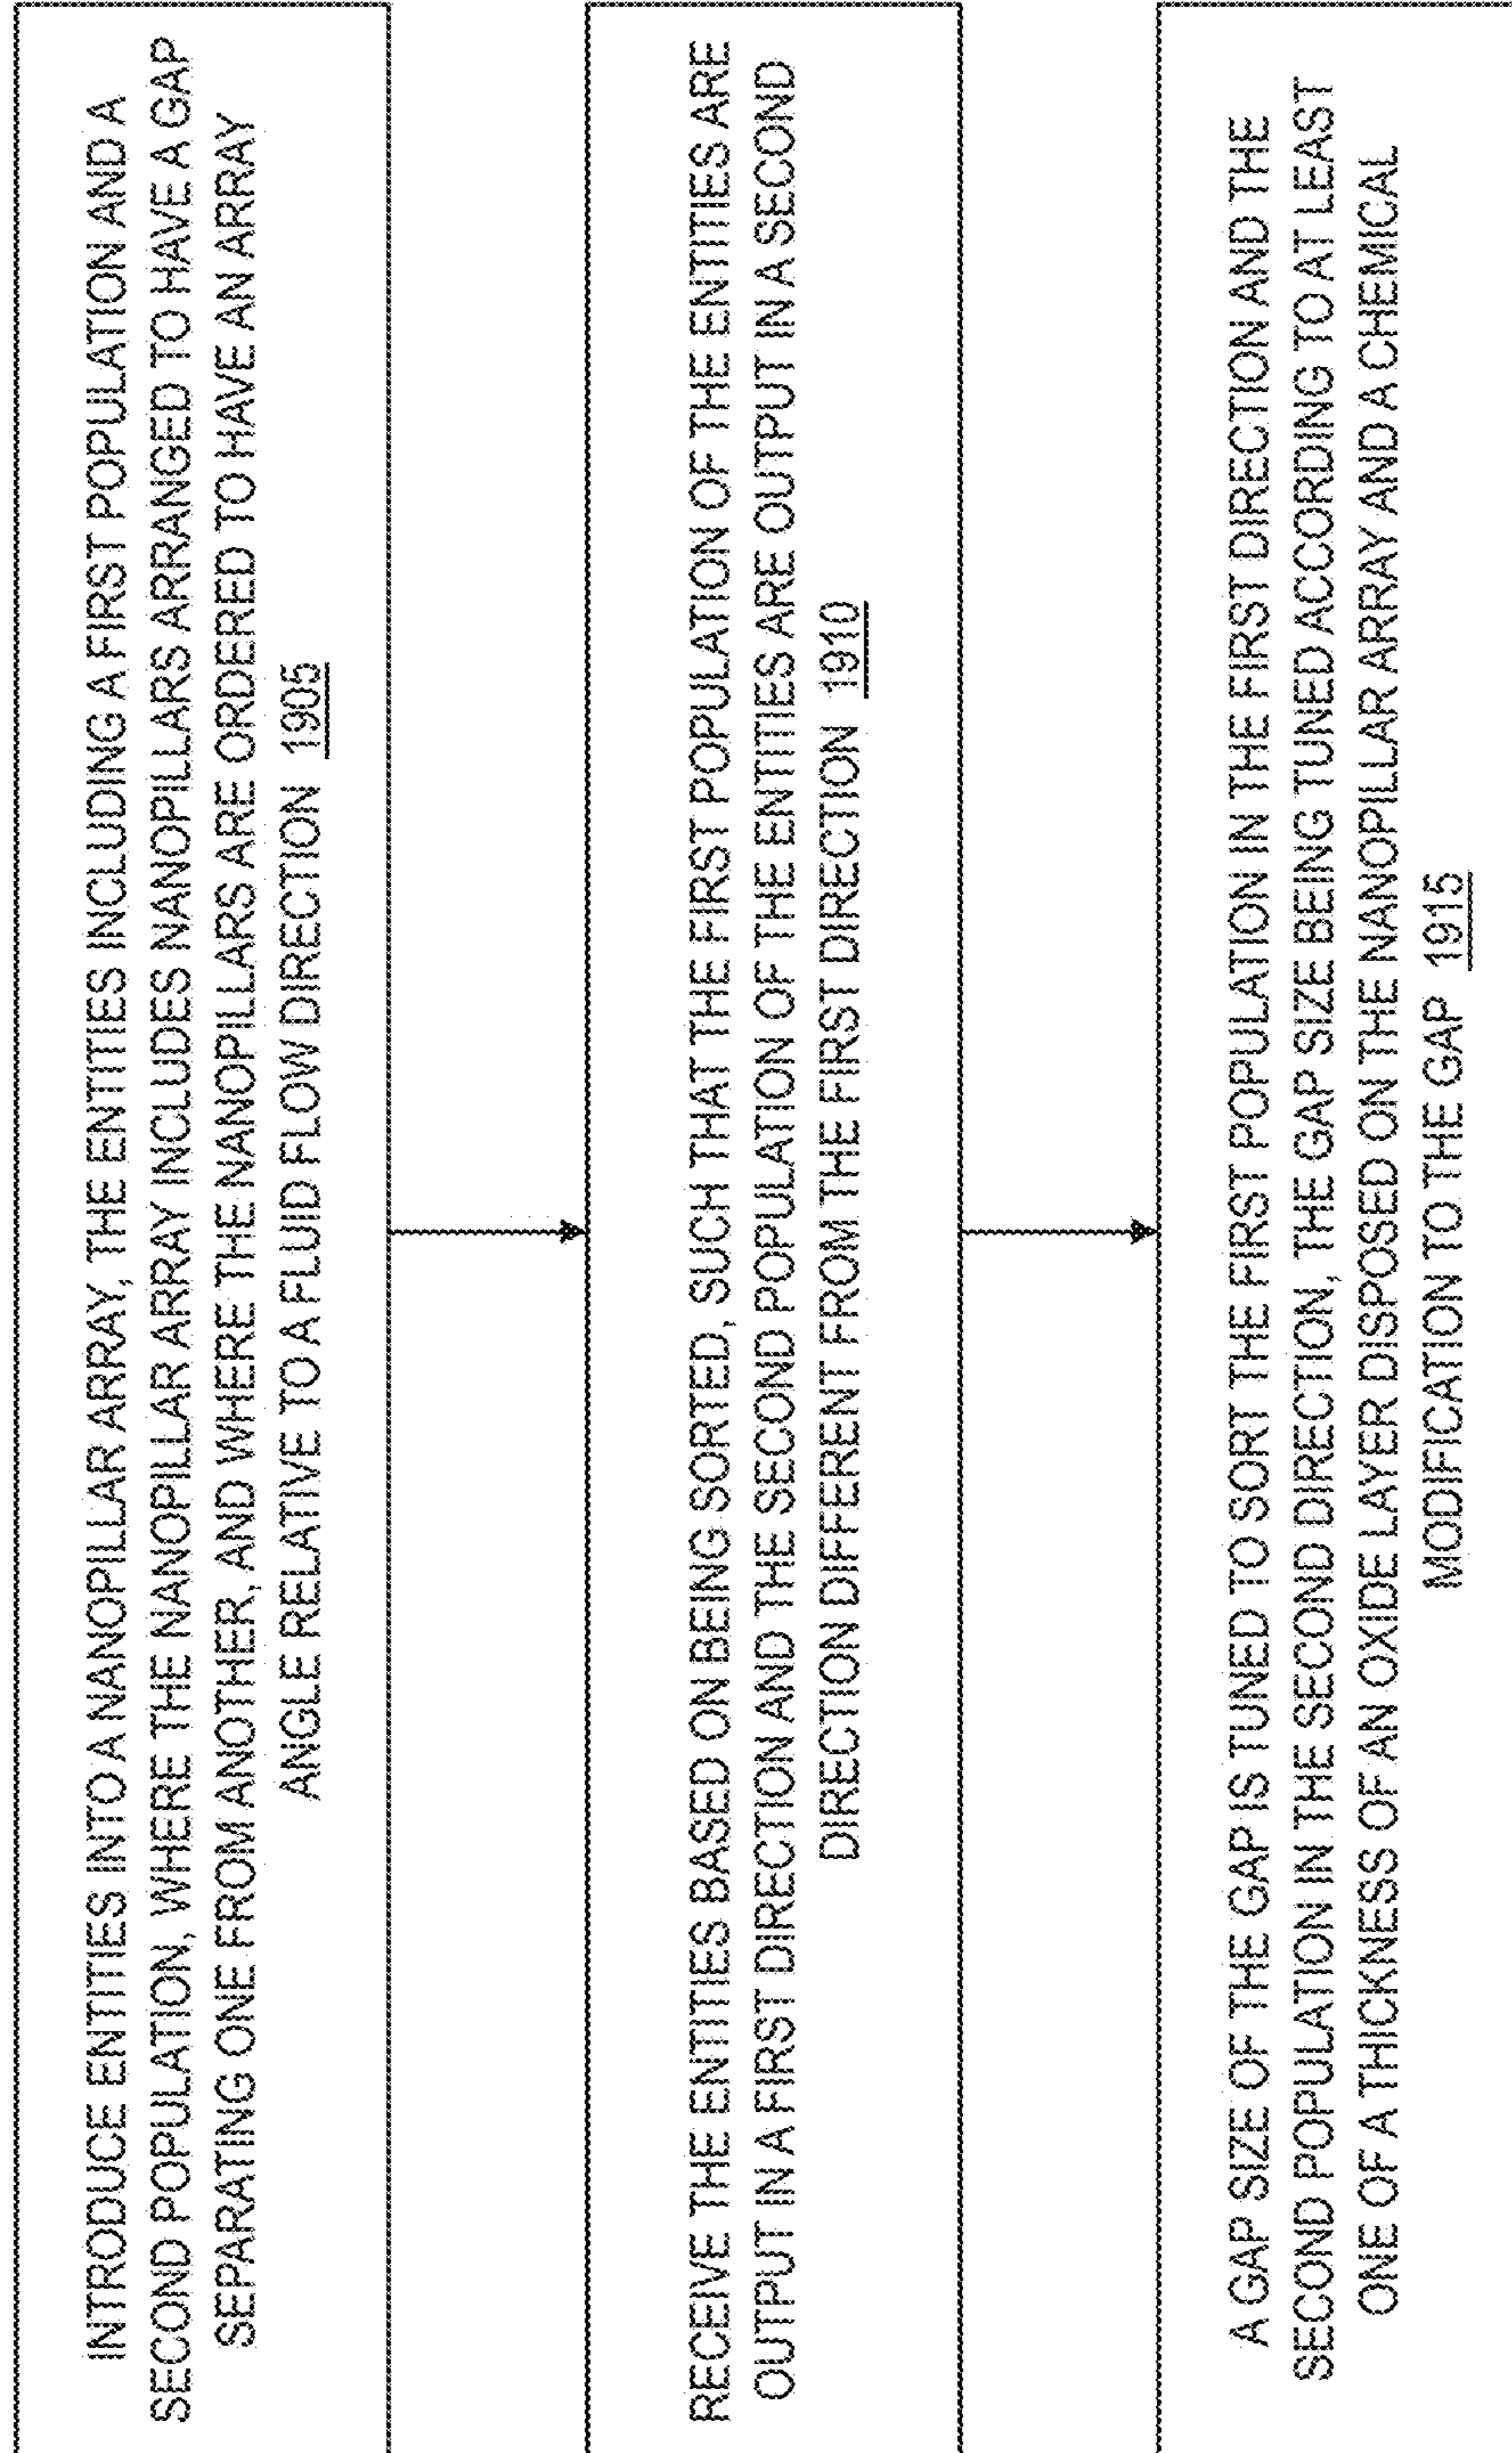 INTRODUCE ENTITIES INTO A NANOPILLAR ARRAY, THE ENTITIES INCLUDING A FIRST POPULATION AND A
SECOND POPULATION, WHERE THE NANOPILLAR ARRAY INCLUDES NANOPILLARS ARRANGED TO HAVE A GAP
SEPARATING ONE FROM ANOTHER, AND WHERE THE NANOPILLARS ARE ORDERED TO HAVE AN ARRAY
ANGLE RELATIVE TO A FLUID FLOW DIRECTION 1905
RECEIVE THE ENTITIES BASED ON BEING SORTED, SUCH THAT THE FIRST POPULATION OF THE ENTITIES ARE
OUTPUT IN A FIRST DIRECTION AND THE SECOND POPULATION OF THE ENTITIES ARE OUTPUT IN A SECOND
DIRECTION DIFFERENT FROM THE FIRST DIRECTION 1910
A GAP SIZE OF THE GAP IS TUNED TO SORT THE FIRST POPULATION IN THE FIRST DIRECTION AND THE
SECOND POPULATION IN THE SECOND DIRECTION, THE GAP SIZE BEING TUNED ACCORDING TO AT LEAST
ONE OF A THICKNESS OF AN OXIDE LAYER DISPOSED ON THE NANOPILLAR ARRAY AND A CHEMICAL
MODIFICATION TO THE GAP 1915